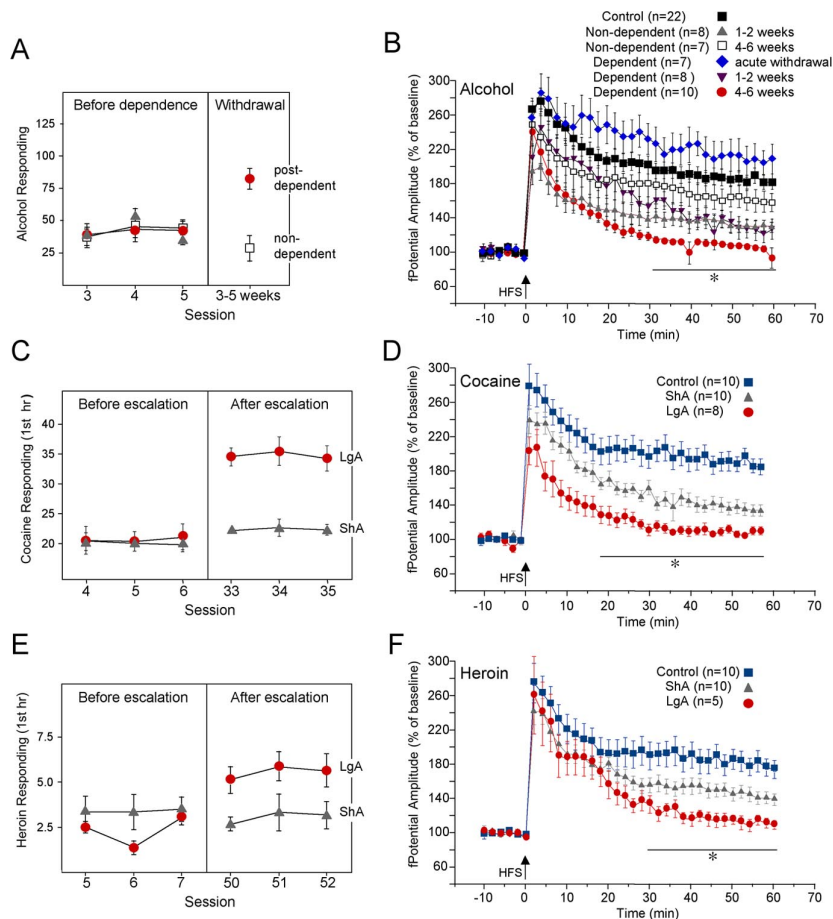 A
Before dependence
Withdrawal
Alcohol Responding
125
100
75
50
25
post-
dependent
non-
dependent
3
4
5
3-5 weeks
Session
B
Control (n=22)
Non-dependent (n=8) 1-2 weeks
Non-dependent (n=7) 4-6 weeks
Dependent (n=7) acute withdrawal
Dependent (n=8 ) 1-2 weeks
Dependent (n=10) 4-6 weeks
Alcohol
fPotential Amplitude (% of baseline)
300
260
220
180
140
100
60
HFS
*
-10 0 10 20 30 40 50 60
Time (min)
C
Before escalation
After escalation
Cocaine Responding (1st hr)
40
35
30
25
20
LgA
ShA
4 5 6 33 34 35
Session
D
Cocaine
Control (n=10)
ShA (n=10)
LgA (n=8)
fPotential Amplitude (% of baseline)
300
260
220
180
140
100
60
HFS
*
-10 0 10 20 30 40 50 60
Time (min)
E
Before escalation
After escalation
Heroin Responding (1st hr)
7.5
5.0
2.5
LgA
ShA
5 6 7 50 51 52
Session
F
Heroin
Control (n=10)
ShA (n=10)
LgA (n=5)
fPotential Amplitude (% of baseline)
300
260
220
180
140
100
60
HFS
*
-10 0 10 20 30 40 50 60
Time (min)